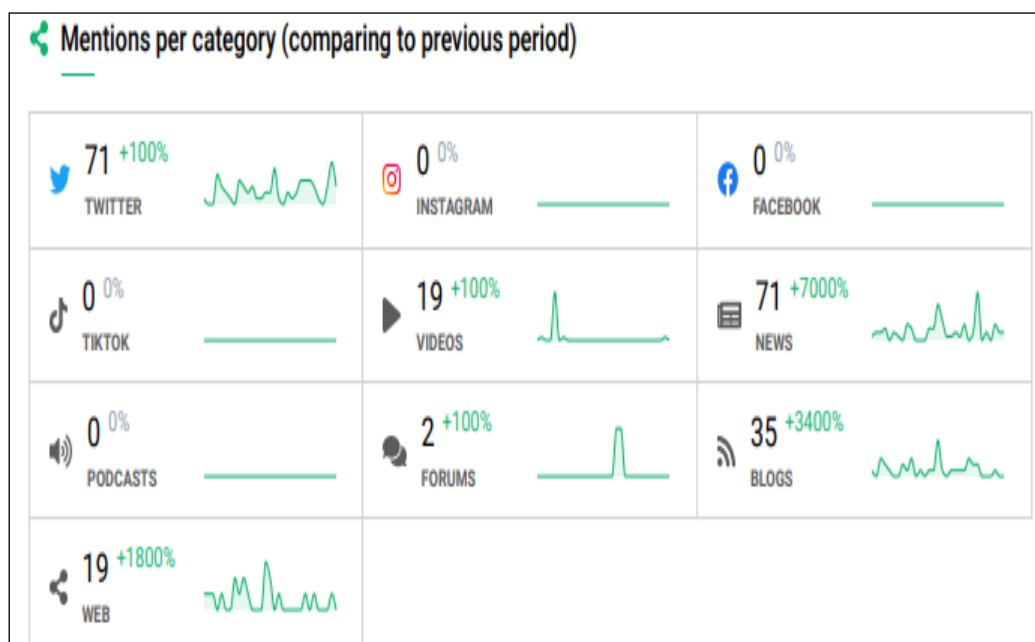 Mentions per category (comparing to previous period)
71 +100%
TWITTER
0 0%
INSTAGRAM
0 0%
FACEBOOK
0 0%
TIKTOK
19 +100%
VIDEOS
71 +7000%
NEWS
0 0%
PODCASTS
2 +100%
FORUMS
35 +3400%
BLOGS
19 +1800%
WEB